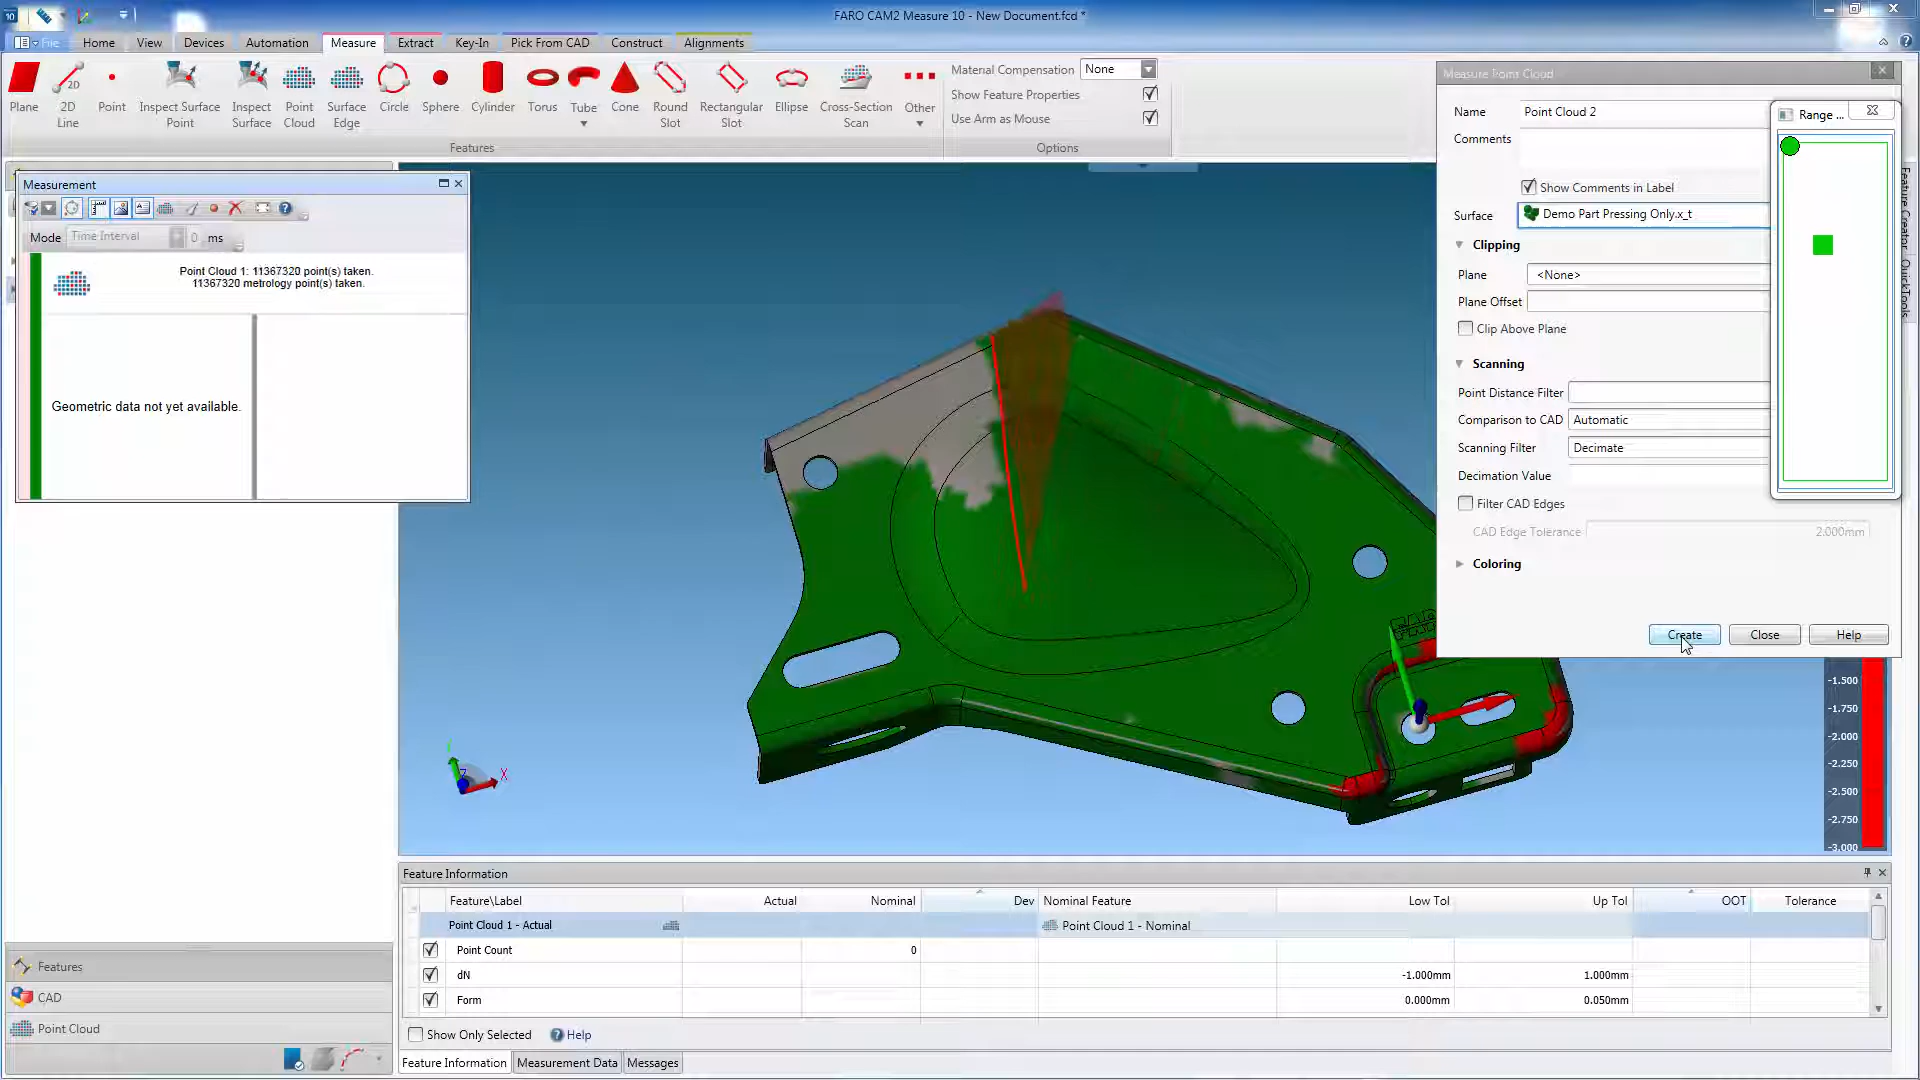 10
FARO CAM2 Measure 10 - New Document.fcd *
File
Home
View
Devices
Automation
Measure
Extract
Key-In
Pick From CAD
Construct
Alignments
Plane
2D
2D Line
Point
Inspect Surface Point
Inspect Surface
Point Cloud
Surface Edge
Circle
Sphere
Cylinder
Torus
Tube
Cone
Round Slot
Rectangular Slot
Ellipse
Cross-Section Scan
Other
Features
Material Compensation
None
Show Feature Properties
Use Arm as Mouse
Options
Measurement
Mode
Time Interval
0
ms
Point Cloud 1: 11367320 point(s) taken.
11367320 metrology point(s) taken.
Geometric data not yet available.
Measure Point Cloud
Name
Point Cloud 2
Comments
Show Comments in Label
Surface
Demo Part Pressing Only.x_t
Clipping
Plane
<None>
Plane Offset
Clip Above Plane
Scanning
Point Distance Filter
Comparison to CAD
Automatic
Scanning Filter
Decimate
Decimation Value
Filter CAD Edges
CAD Edge Tolerance
2.000mm
Coloring
Create
Close
Help
Range ...
Feature Creator
QuickTools
-1.500
-1.750
-2.000
-2.250
-2.500
-2.750
-3.000
X
Z
Features
CAD
Point Cloud
Feature Information
Feature\Label
Actual
Nominal
Dev
Nominal Feature
Low Tol
Up Tol
OOT
Tolerance
Point Cloud 1 - Actual
Point Cloud 1 - Nominal
Point Count
0
dN
-1.000mm
1.000mm
Form
0.000mm
0.050mm
Show Only Selected
Help
Feature Information
Measurement Data
Messages